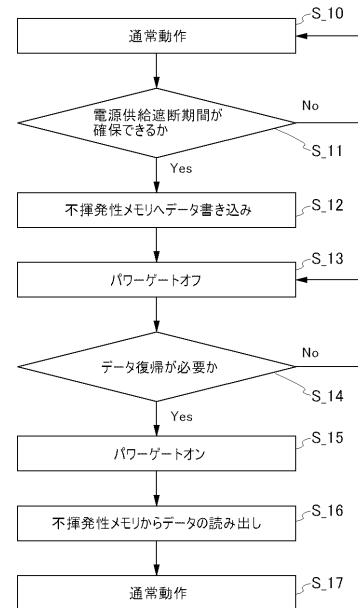 S_10
通常動作
電源供給遮断期間が
確保できるか
No
S_11
Yes
不揮発性メモリへデータ書き込み
S_12
S_13
パワーゲートオフ
データ復帰が必要か
No
S_14
Yes
S_15
パワーゲートオン
S_16
不揮発性メモリからデータの読み出し
S_17
通常動作